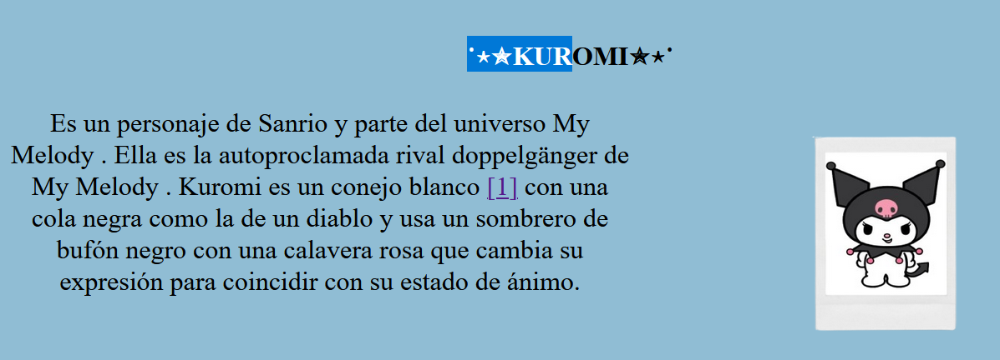 ˙⋆✮KUROMI✮⋆˙
Es un personaje de Sanrio y parte del universo My
Melody . Ella es la autoproclamada rival doppelgänger de
My Melody . Kuromi es un conejo blanco [1] con una
cola negra como la de un diablo y usa un sombrero de
bufón negro con una calavera rosa que cambia su
expresión para coincidir con su estado de ánimo.